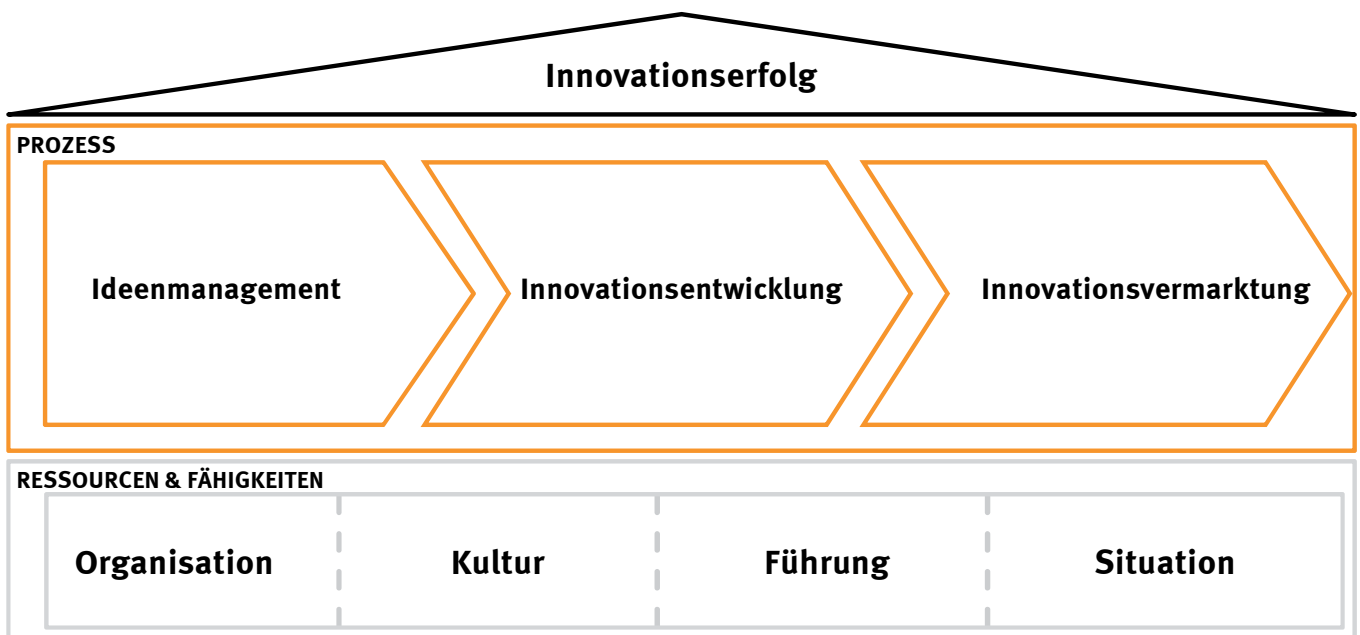 Innovationserfolg
PROZESS
Ideenmanagement
Innovationsentwicklung
Innovationsvermarktung
RESSOURCEN & FÄHIGKEITEN
Organisation
Kultur
Führung
Situation